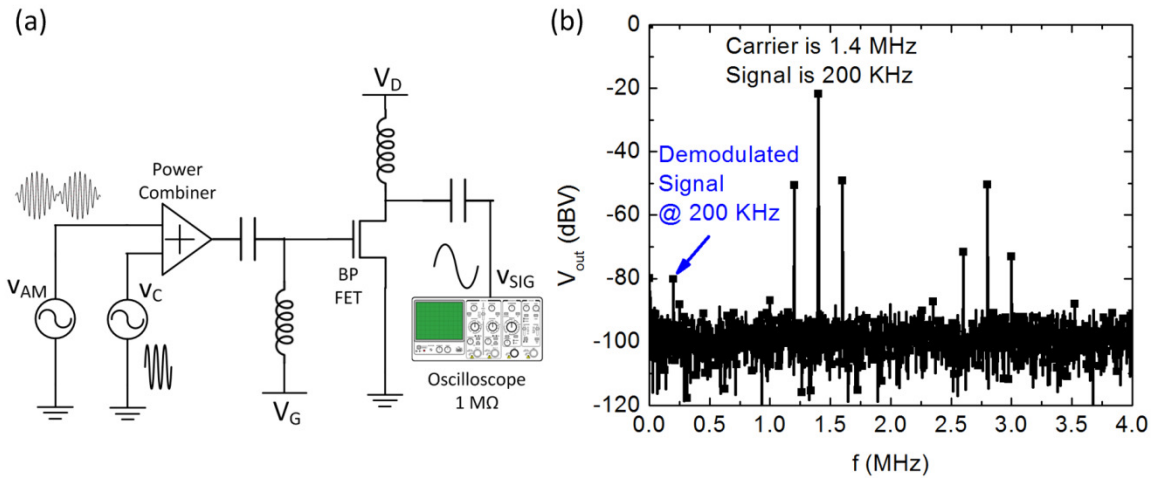 (a)
V_D
Power
Combiner
v_AM
v_C
BP
FET
v_SIG
V_G
Oscilloscope
1 MΩ
(b)
Carrier is 1.4 MHz
Signal is 200 KHz
Demodulated
Signal
@ 200 KHz
V_out (dBV)
0
-20
-40
-60
-80
-100
-120
0.0 0.5 1.0 1.5 2.0 2.5 3.0 3.5 4.0
f (MHz)